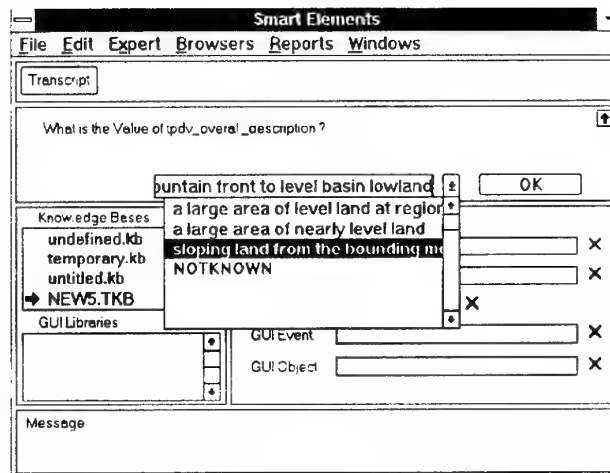 Smart Elements
File Edit Expert Browsers Reports Windows
Transcript
What is the Value of tpdv_overal_description ?
ountain front to level basin lowland
OK
a large area of level land at region
a large area of nearly level land
sloping land from the bounding mo
NOTKNOWN
Knowledge Bases
undefined.kb
temporary.kb
untitled.kb
NEW5.TKB
GUI Libraries
GUI Event
GUI Object
Message